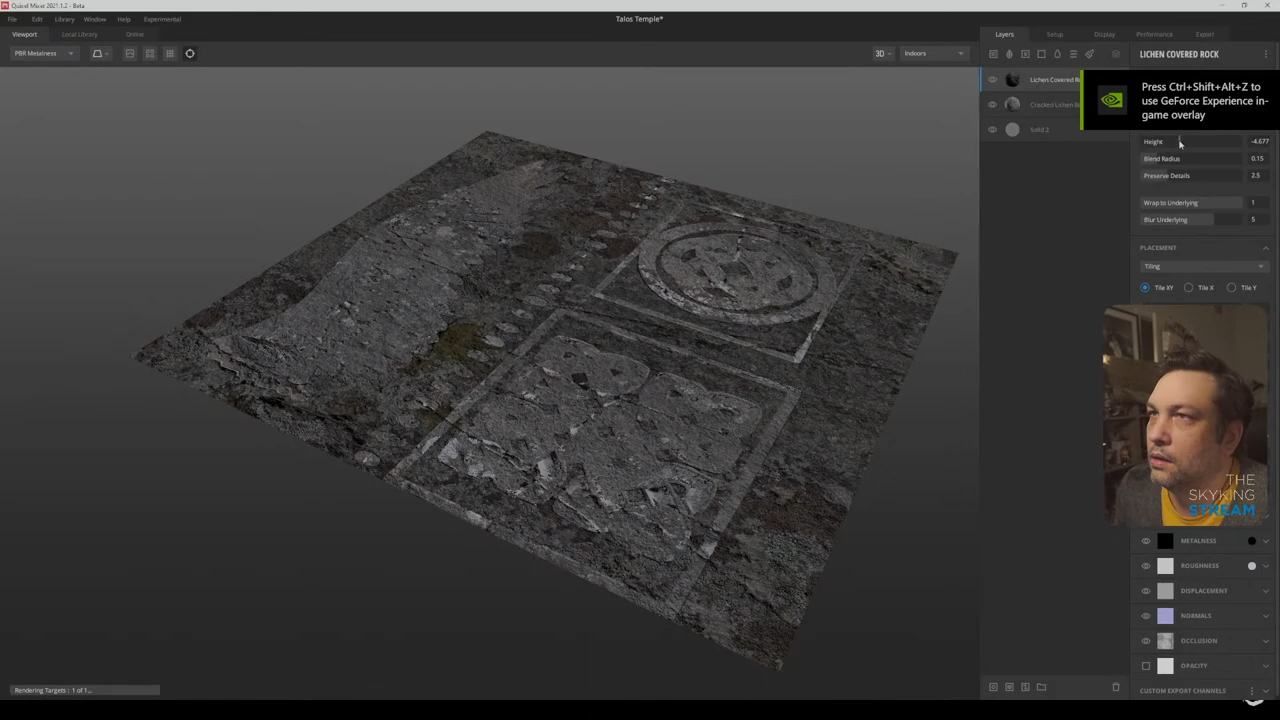 Quixel Mixer 2021.1.2 - Beta
File Edit Library Window Help Experimental
Talos Temple*
Viewport Local Library Online
Layers Setup Display Performance Export
PBR Metalness
3D Indoors
LICHEN COVERED ROCK
Lichen Covered Ro
Cracked Lichen
Solid 2
Press Ctrl+Shift+Alt+Z to
use GeForce Experience in-
game overlay
Height -4.677
Blend Radius 0.15
Preserve Details 2.5
Wrap to Underlying 1
Blur Underlying 5
PLACEMENT
Tiling
Tile XY Tile X Tile Y
THE
SKYKING
STREAM
METALNESS
ROUGHNESS
DISPLACEMENT
NORMALS
OCCLUSION
OPACITY
CUSTOM EXPORT CHANNELS
Rendering Targets : 1 of 1...